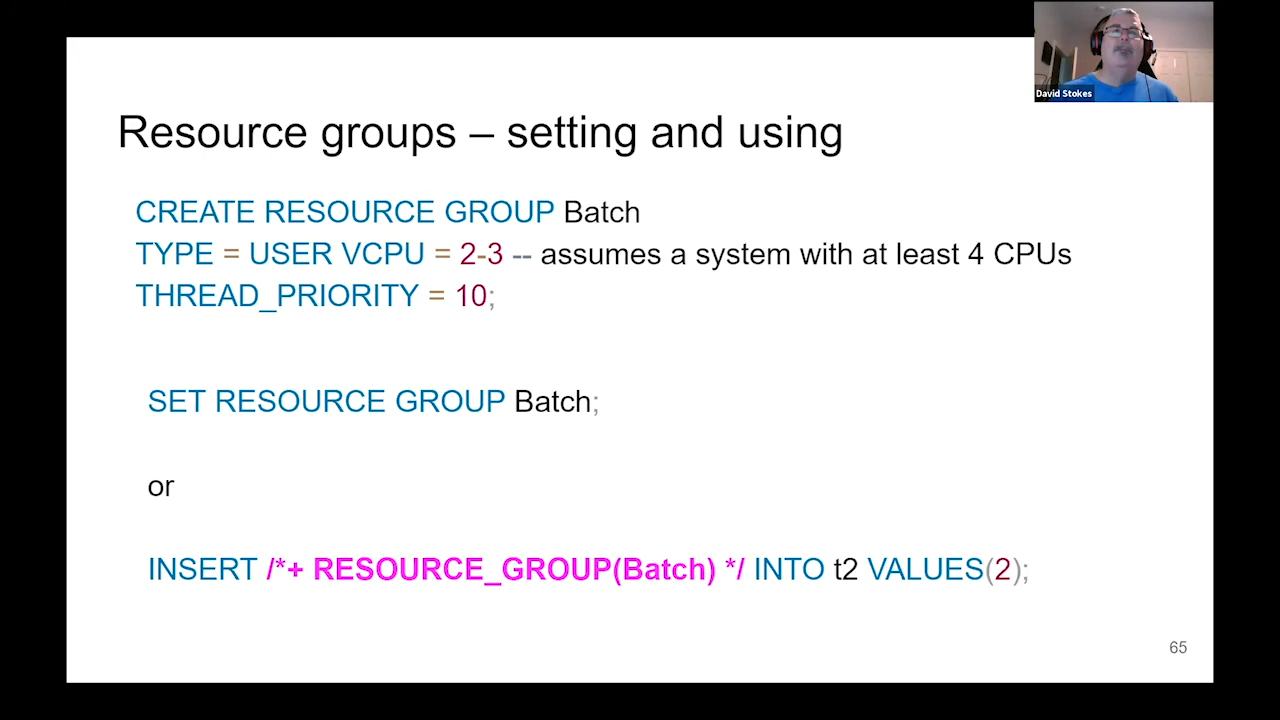 David Stokes
Resource groups – setting and using
CREATE RESOURCE GROUP Batch
TYPE = USER VCPU = 2-3 -- assumes a system with at least 4 CPUs
THREAD_PRIORITY = 10;
SET RESOURCE GROUP Batch;
or
INSERT /*+ RESOURCE_GROUP(Batch) */ INTO t2 VALUES(2);
65